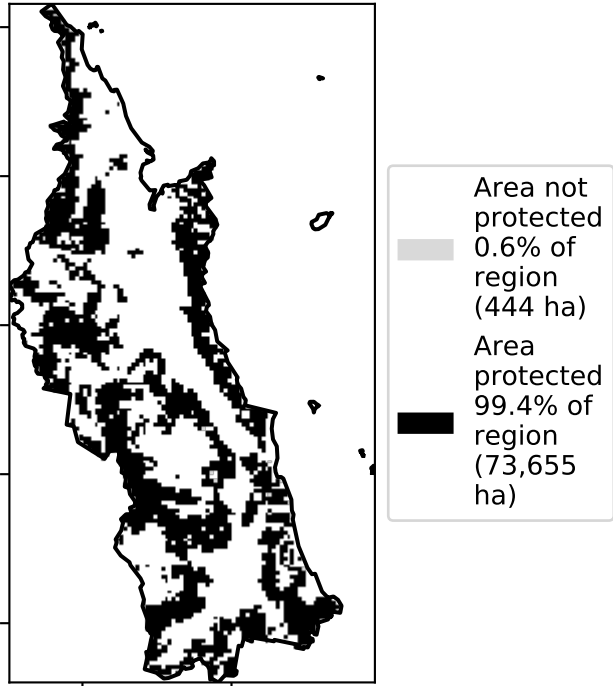 Area not
protected
0.6% of
region
(444 ha)
Area
protected
99.4% of
region
(73,655
ha)